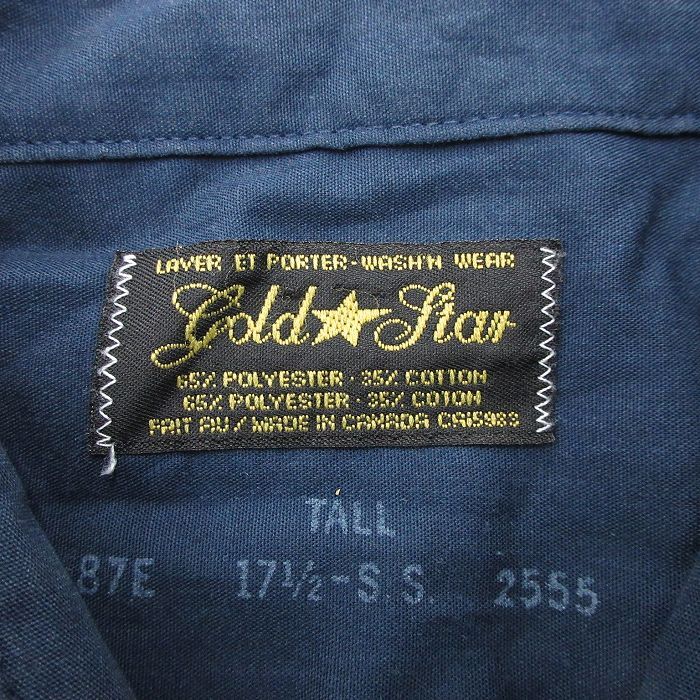 LAVER ET PORTER-WASH'N WEAR
Gold★Star
65% POLYESTER · 35% COTTON
65% POLYESTER · 35% COTON
FAIT AU/MADE IN CANADA CA15983
TALL
87E 17½-S.S. 2555